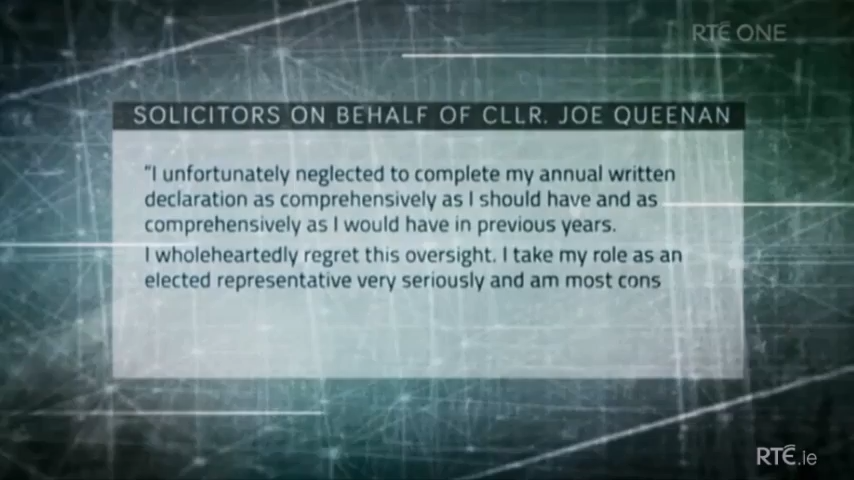 RTÉ ONE
SOLICITORS ON BEHALF OF CLLR. JOE QUEENAN
"I unfortunately neglected to complete my annual written
declaration as comprehensively as I should have and as
comprehensively as I would have in previous years.
I wholeheartedly regret this oversight. I take my role as an
elected representative very seriously and am most cons
RTÉ.ie